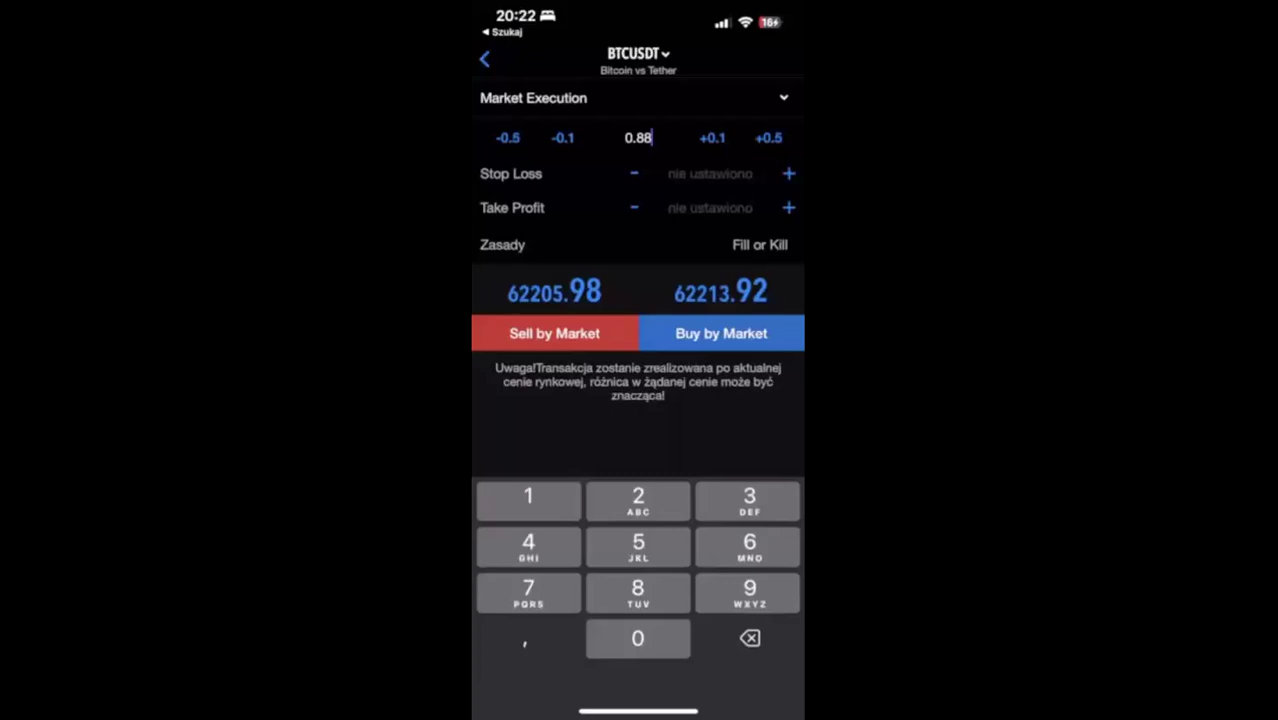 20:22
16
Szukaj
BTCUSDT
Bitcoin vs Tether
Market Execution
-0.5 -0.1 0.88 +0.1 +0.5
Stop Loss - nie ustawiono +
Take Profit - nie ustawiono +
Zasady Fill or Kill
62205.98 62213.92
Sell by Market Buy by Market
Uwaga!Transakcja zostanie zrealizowana po aktualnej
cenie rynkowej, różnica w żądanej cenie może być
znacząca!
1 2 3
ABC DEF
4 5 6
GHI JKL MNO
7 8 9
PQRS TUV WXYZ
, 0